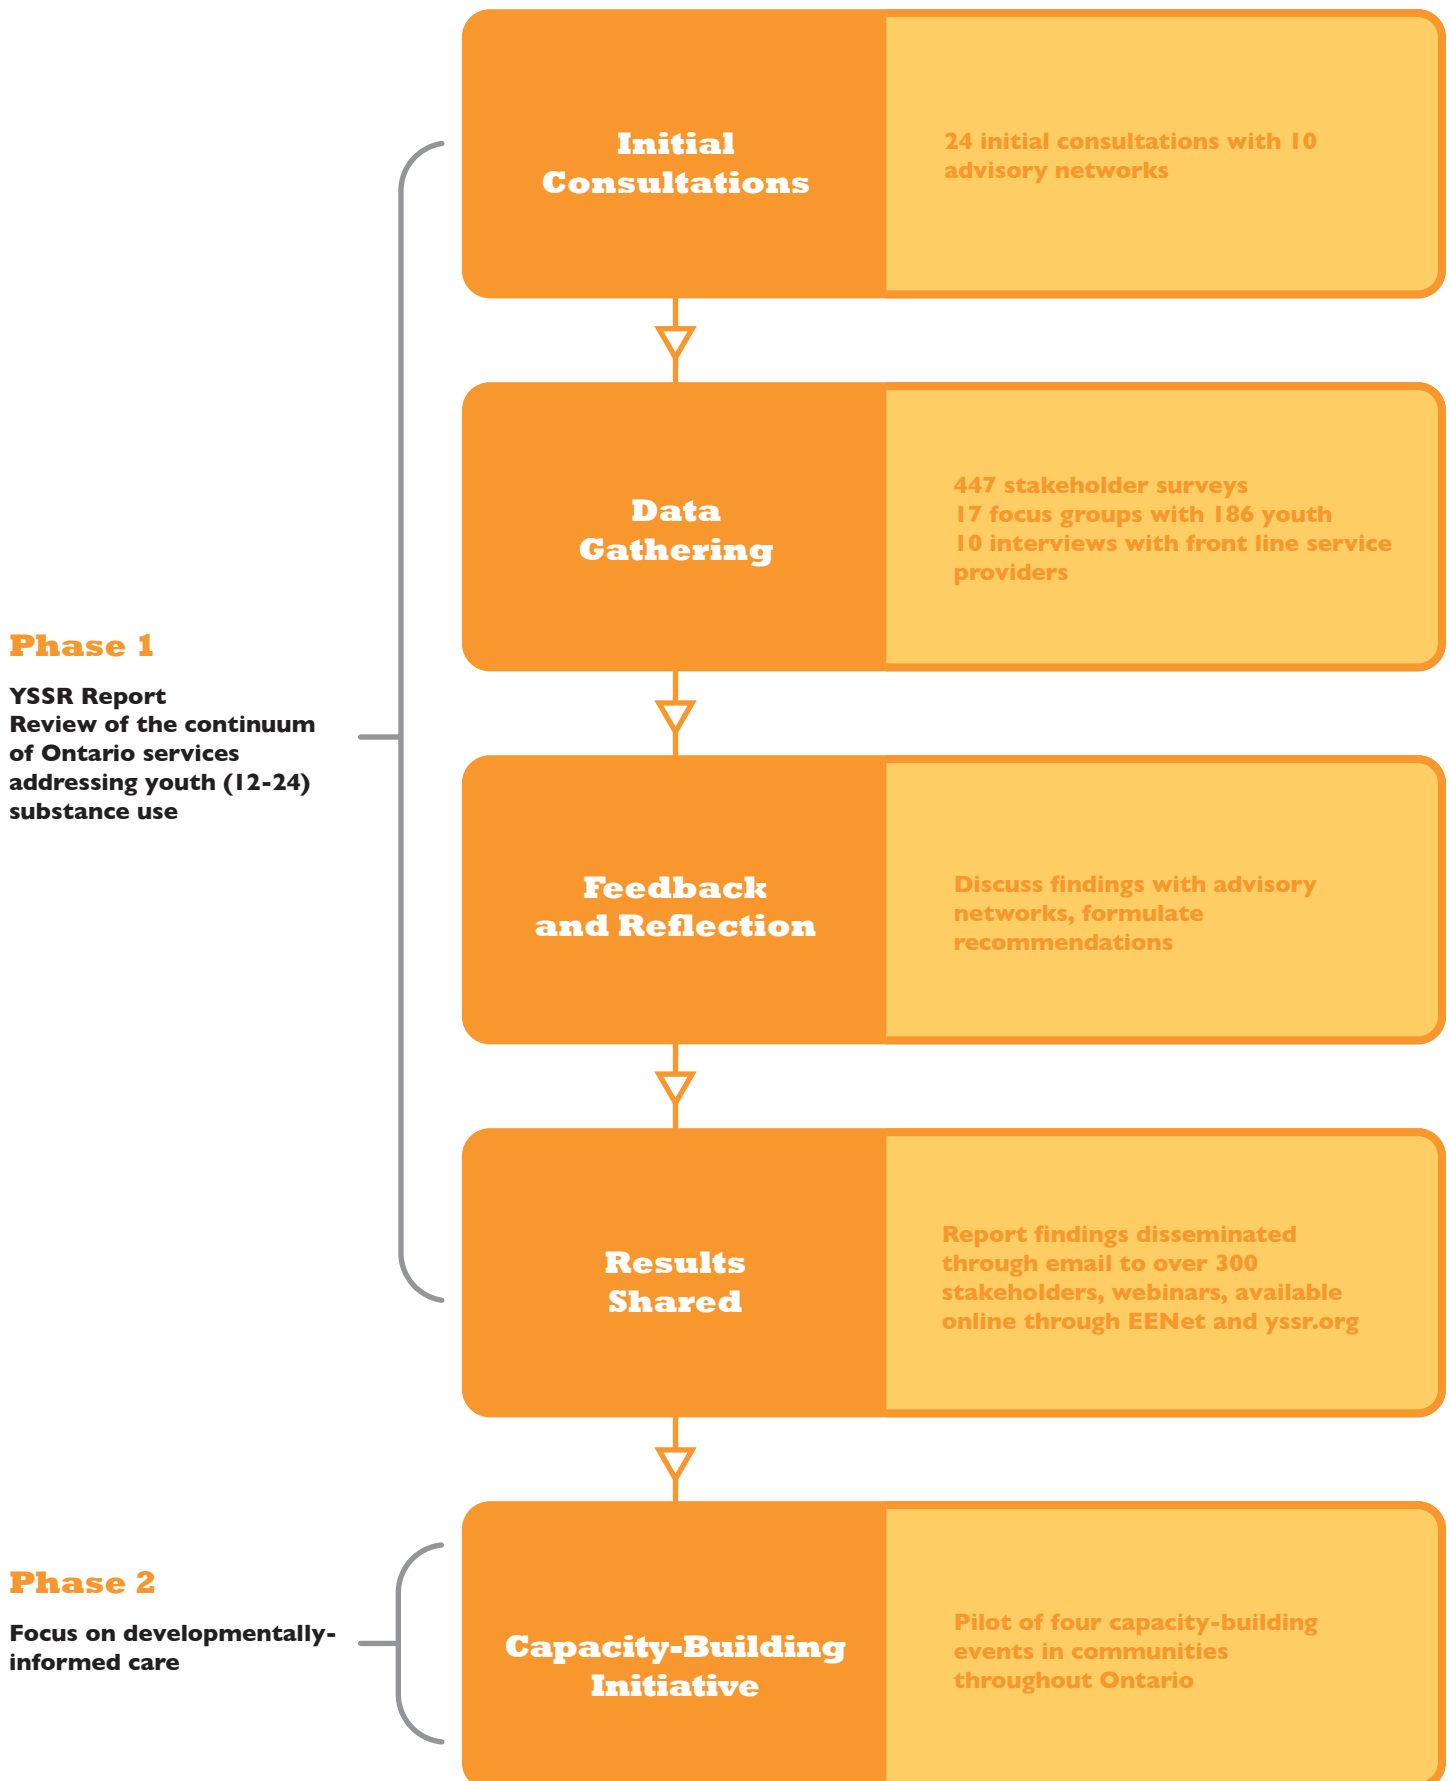 Initial
Consultations
24 initial consultations with 10
advisory networks
Data
Gathering
447 stakeholder surveys
17 focus groups with 186 youth
10 interviews with front line service
providers
Phase 1
YSSR Report
Review of the continuum
of Ontario services
addressing youth (12-24)
substance use
Feedback
and Reflection
Discuss findings with advisory
networks, formulate
recommendations
Results
Shared
Report findings disseminated
through email to over 300
stakeholders, webinars, available
online through EENet and yssr.org
Phase 2
Focus on developmentally-
informed care
Capacity-Building
Initiative
Pilot of four capacity-building
events in communities
throughout Ontario